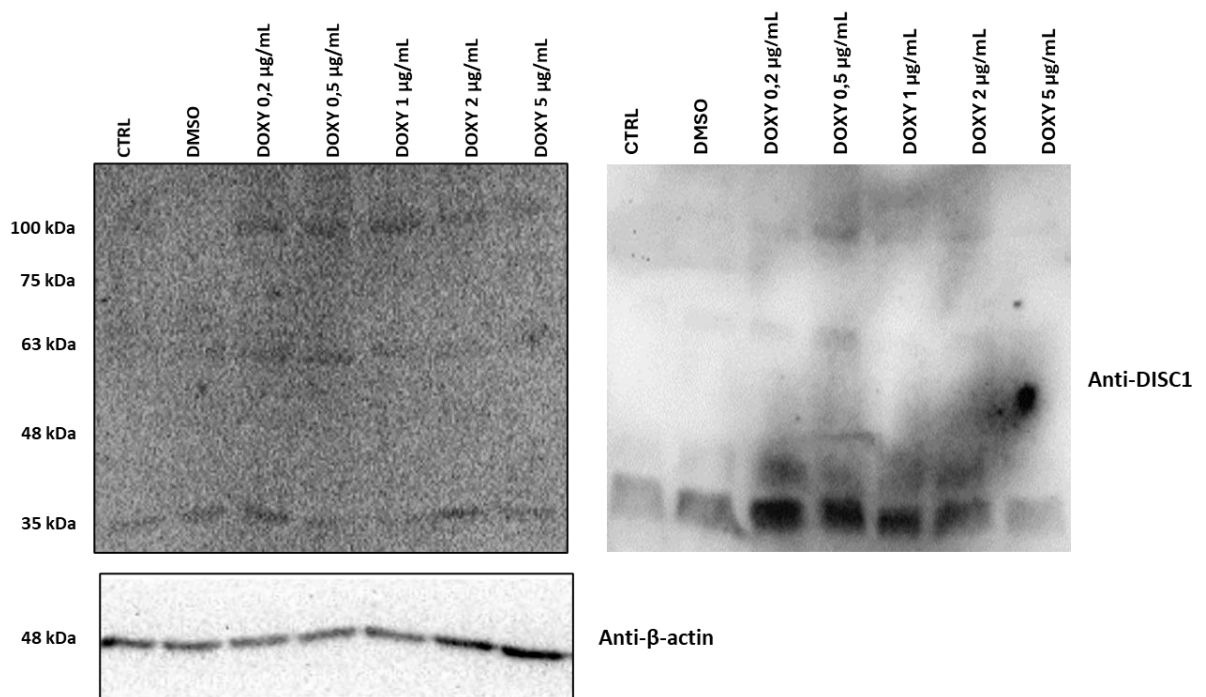 CTRL
DMSO
DOXY 0,2 µg/mL
DOXY 0,5 µg/mL
DOXY 1 µg/mL
DOXY 2 µg/mL
DOXY 5 µg/mL
CTRL
DMSO
DOXY 0,2 µg/mL
DOXY 0,5 µg/mL
DOXY 1 µg/mL
DOXY 2 µg/mL
DOXY 5 µg/mL
100 kDa
75 kDa
63 kDa
48 kDa
35 kDa
Anti-DISC1
48 kDa
Anti-β-actin